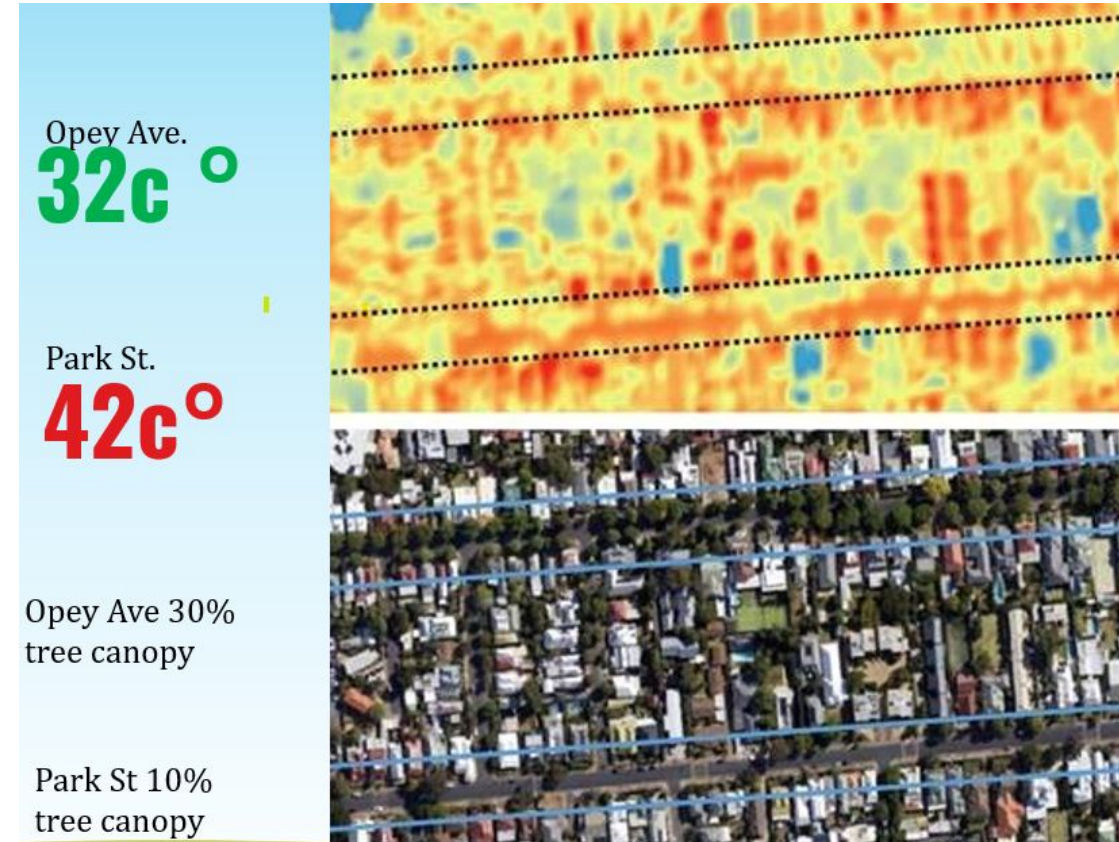 Opey Ave.
32c °
Park St.
42c°
Opey Ave 30%
tree canopy
Park St 10%
tree canopy